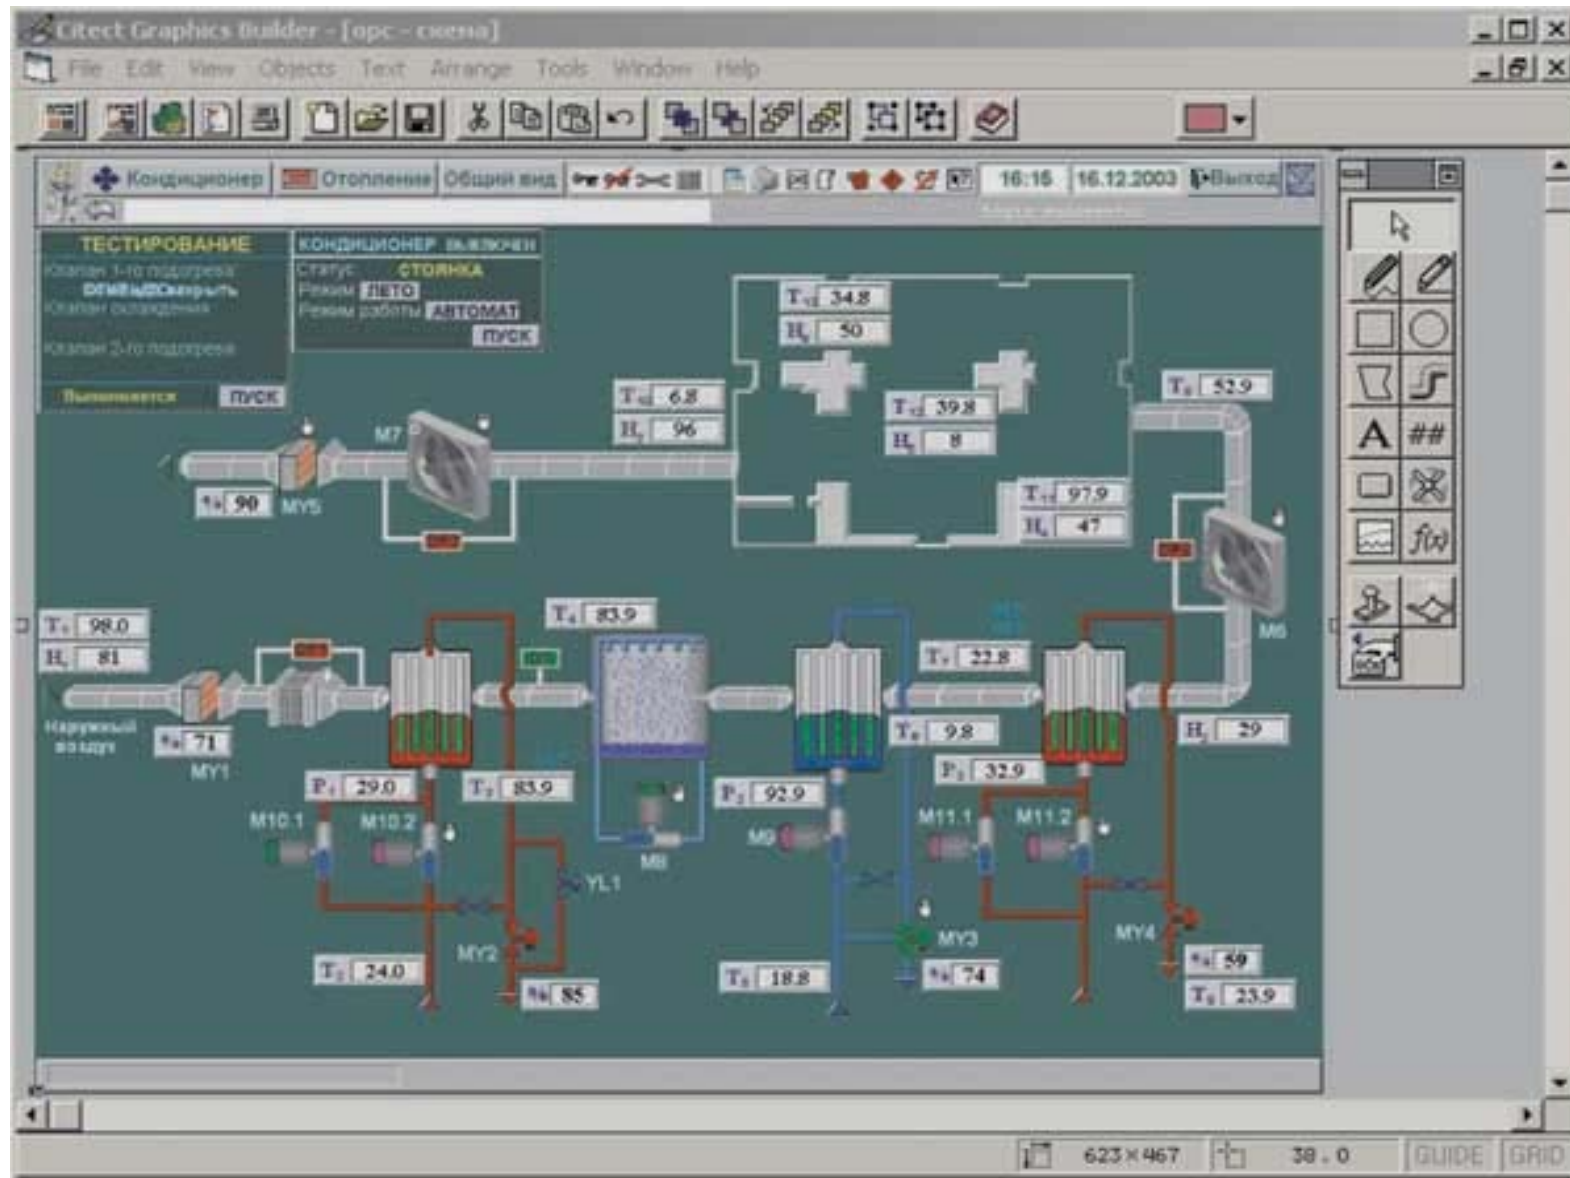 Citect Graphics Builder - [opc - схема]
File Edit View Objects Text Arrange Tools Window Help
Кондиционер Отопление Общий вид 16:16 16.12.2003 Выход
ТЕСТИРОВАНИЕ
Клапан 1-го подогрева
Клапан охлаждения
Клапан 2-го подогрева
Выполняется ПУСК
КОНДИЦИОНЕР ВЫКЛЮЧЕН
Статус СТОЯНКА
Режим ЛЕТО
Режим работы АВТОМАТ
ПУСК
34.8
50
T 6.8
H 96
39.8
8
T 52.9
M7
% 90 MY5
T 97.9
H 47
M6
T 98.0
H 81
T4 83.9
T 22.8
Наружный
воздух
% 71
MY1
9.8
H 29
P1 29.0
83.9
P 92.9
P 32.9
M10.1 M10.2
M8
M9
M11.1 M11.2
YL1
MY2
MY3
MY4
24.0
% 85
18.8
% 74
% 59
23.9
A ##
f(x)
623×467 38.0 GUIDE GRID